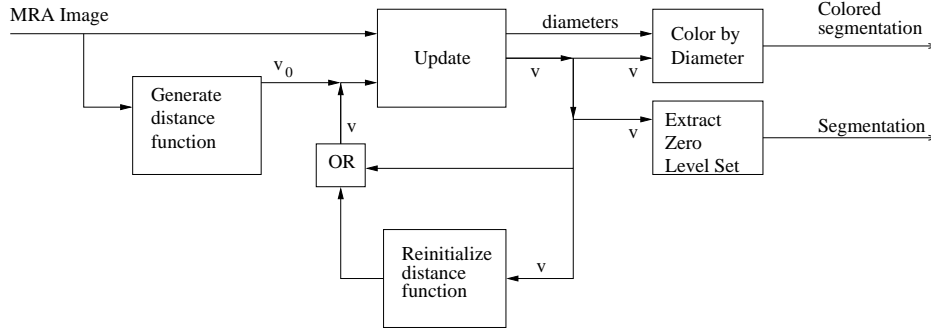 MRA Image
diameters
Colored
segmentation
Color by
Diameter
Update
v_0
v
v
Generate
distance
function
v
Extract
Zero
Level Set
v
Segmentation
OR
Reinitialize
distance
function
v